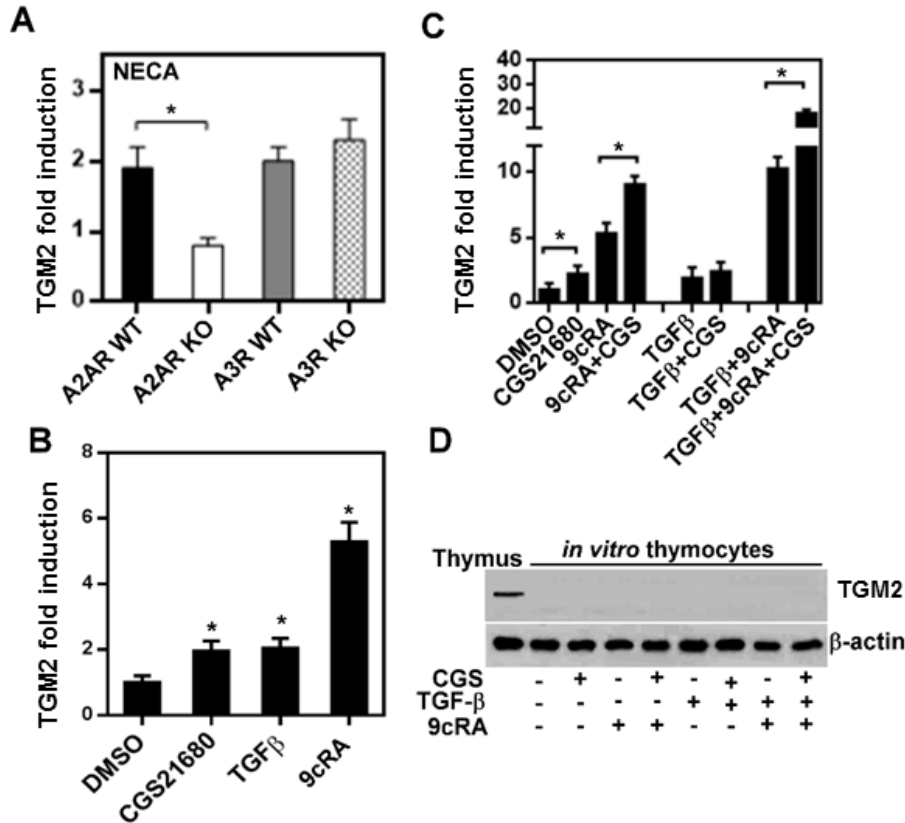 A
NECA
*
TGM2 fold induction
3
2
1
0
A2AR WT
A2AR KO
A3R WT
A3R KO
C
TGM2 fold induction
40
30
20
10
5
0
*
*
*
DMSO
CGS21680
9cRA
9cRA+CGS
TGFβ
TGFβ+CGS
TGFβ+9cRA
TGFβ+9cRA+CGS
B
TGM2 fold induction
8
6
4
2
0
*
*
*
DMSO
CGS21680
TGFβ
9cRA
D
Thymus in vitro thymocytes
TGM2
β-actin
CGS - + - + - + - +
TGF-β - - - - + + + +
9cRA - - + + - - + +